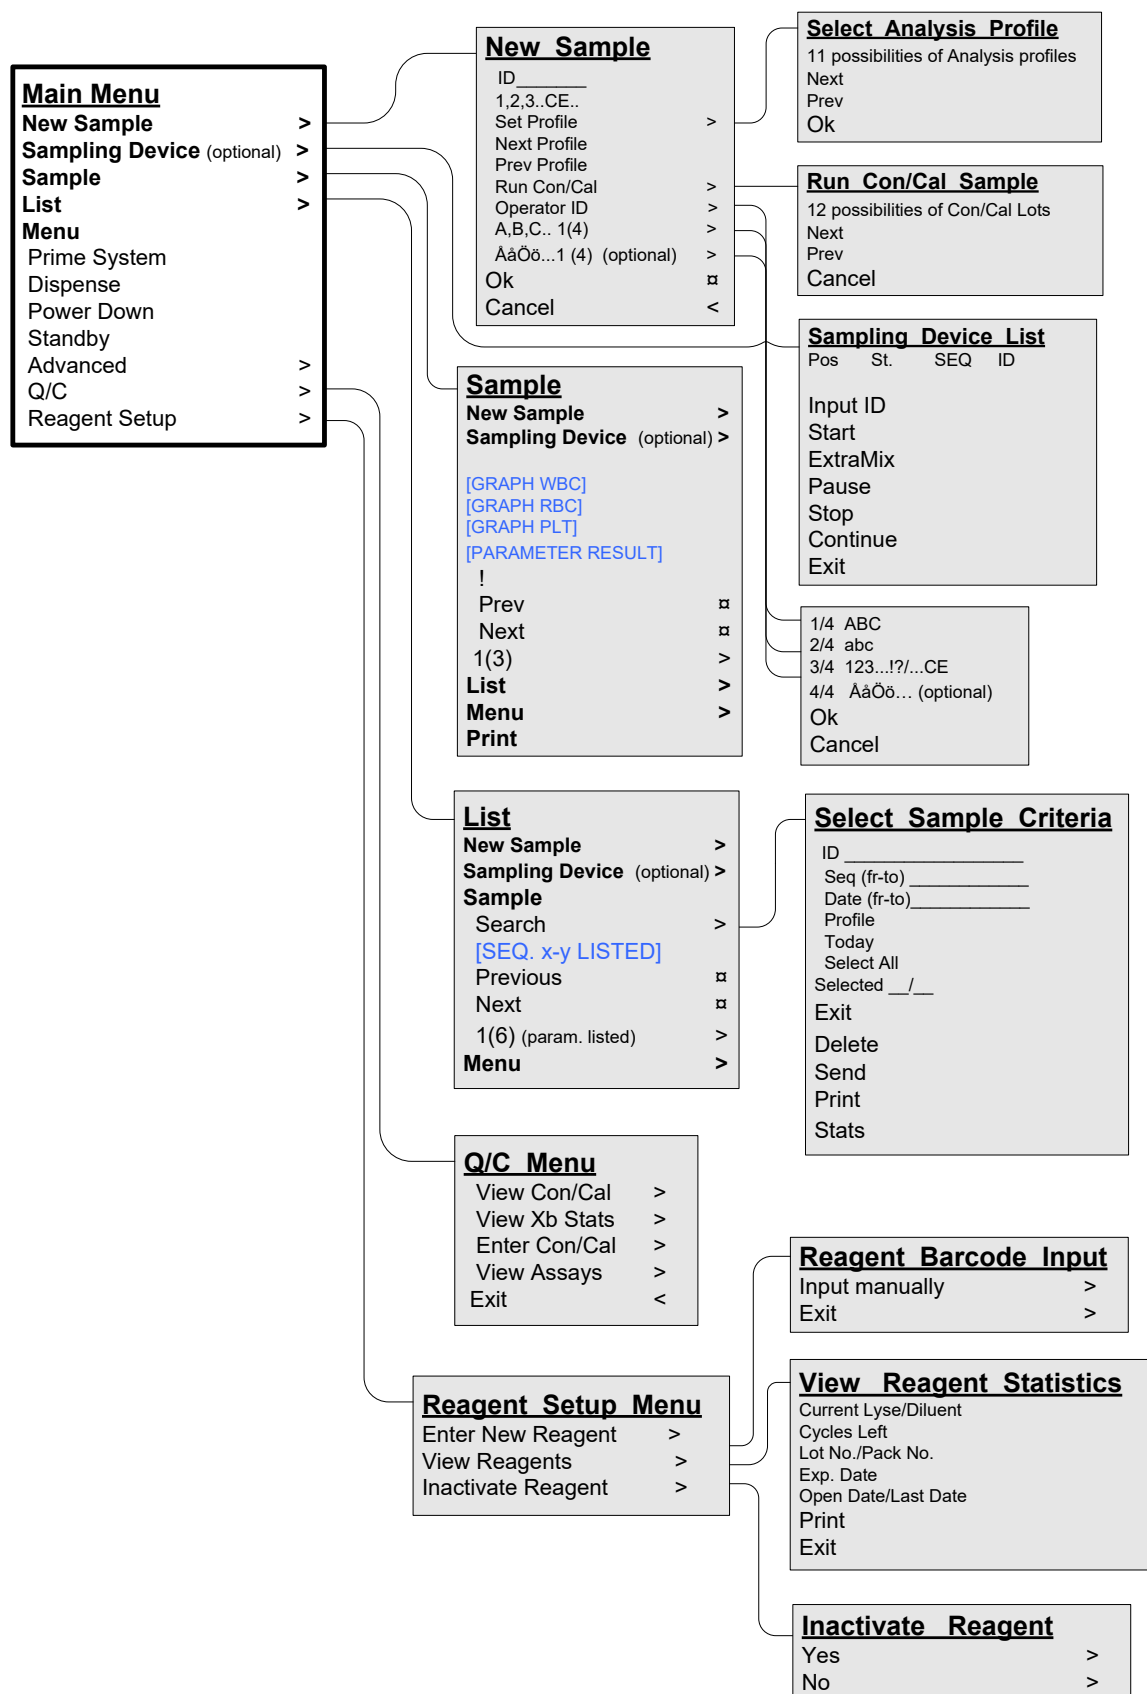 Main Menu
New Sample >
Sampling Device (optional) >
Sample >
List >
Menu
Prime System
Dispense
Power Down
Standby
Advanced >
Q/C >
Reagent Setup >
New Sample
ID_______
1,2,3..CE..
Set Profile >
Next Profile
Prev Profile
Run Con/Cal >
Operator ID >
A,B,C.. 1(4) >
ÅåÖö...1 (4) (optional) >
Ok ¤
Cancel <
Select Analysis Profile
11 possibilities of Analysis profiles
Next
Prev
Ok
Run Con/Cal Sample
12 possibilities of Con/Cal Lots
Next
Prev
Cancel
Sampling Device List
Pos St. SEQ ID
Input ID
Start
ExtraMix
Pause
Stop
Continue
Exit
Sample
New Sample >
Sampling Device (optional) >
[GRAPH WBC]
[GRAPH RBC]
[GRAPH PLT]
[PARAMETER RESULT]
!
Prev ¤
Next ¤
1(3) >
List >
Menu >
Print
1/4 ABC
2/4 abc
3/4 123...!?/...CE
4/4 ÅåÖö… (optional)
Ok
Cancel
List
New Sample >
Sampling Device (optional) >
Sample
Search >
[SEQ. x-y LISTED]
Previous ¤
Next ¤
1(6) (param. listed) >
Menu >
Select Sample Criteria
ID __________________
Seq (fr-to) ____________
Date (fr-to)____________
Profile
Today
Select All
Selected __/__
Exit
Delete
Send
Print
Stats
Q/C Menu
View Con/Cal >
View Xb Stats >
Enter Con/Cal >
View Assays >
Exit <
Reagent Barcode Input
Input manually >
Exit >
Reagent Setup Menu
Enter New Reagent >
View Reagents >
Inactivate Reagent >
View Reagent Statistics
Current Lyse/Diluent
Cycles Left
Lot No./Pack No.
Exp. Date
Open Date/Last Date
Print
Exit
Inactivate Reagent
Yes >
No >